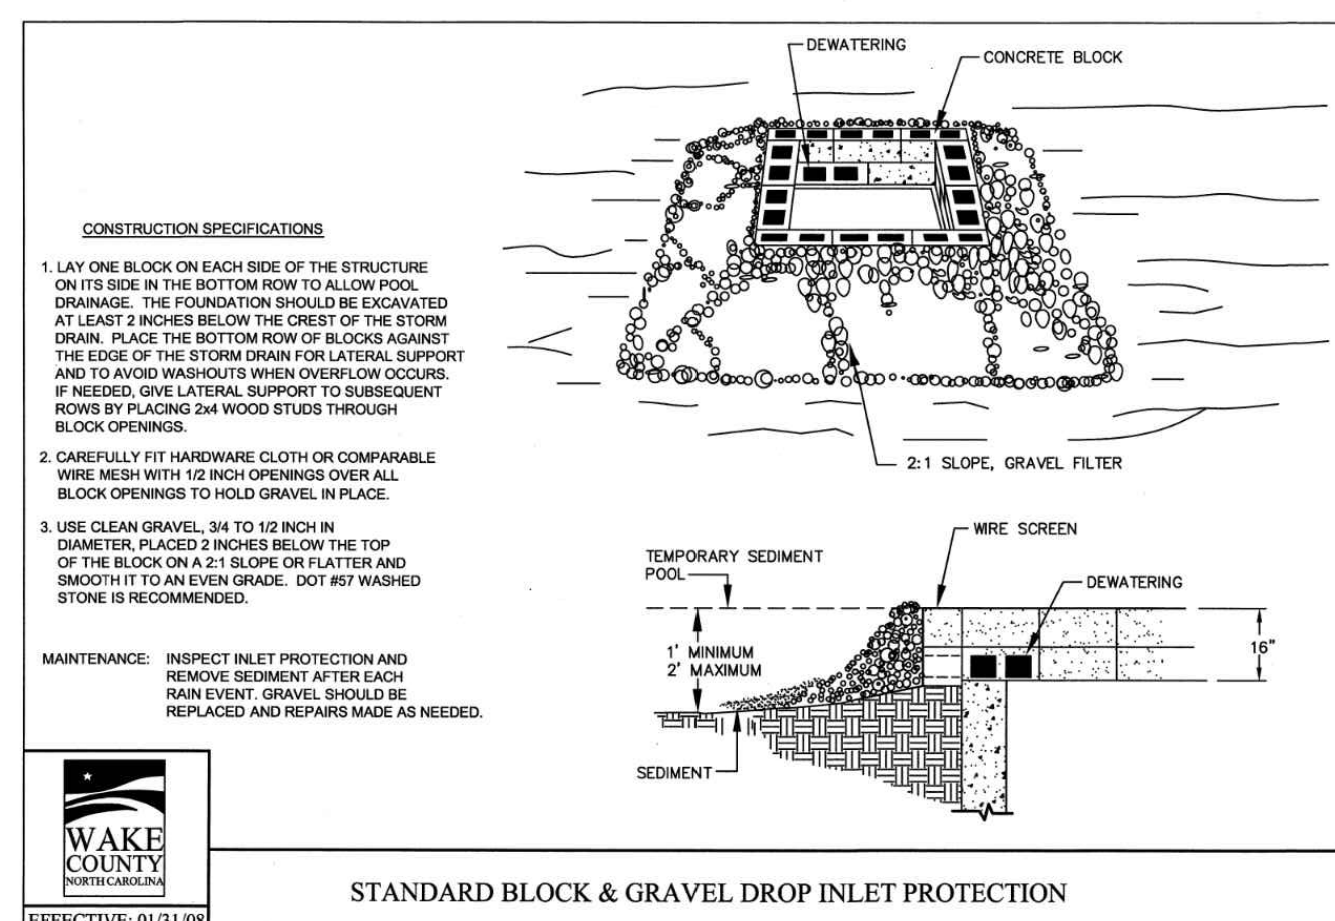 DEWATERING
CONCRETE BLOCK
CONSTRUCTION SPECIFICATIONS
1. LAY ONE BLOCK ON EACH SIDE OF THE STRUCTURE
ON ITS SIDE IN THE BOTTOM ROW TO ALLOW POOL
DRAINAGE. THE FOUNDATION SHOULD BE EXCAVATED
AT LEAST 2 INCHES BELOW THE CREST OF THE STORM
DRAIN. PLACE THE BOTTOM ROW OF BLOCKS AGAINST
THE EDGE OF THE STORM DRAIN FOR LATERAL SUPPORT
AND TO AVOID WASHOUTS WHEN OVERFLOW OCCURS.
IF NEEDED, GIVE LATERAL SUPPORT TO SUBSEQUENT
ROWS BY PLACING 2x4 WOOD STUDS THROUGH
BLOCK OPENINGS.
2. CAREFULLY FIT HARDWARE CLOTH OR COMPARABLE
WIRE MESH WITH 1/2 INCH OPENINGS OVER ALL
BLOCK OPENINGS TO HOLD GRAVEL IN PLACE.
3. USE CLEAN GRAVEL, 3/4 TO 1/2 INCH IN
DIAMETER, PLACED 2 INCHES BELOW THE TOP
OF THE BLOCK ON A 2:1 SLOPE OR FLATTER AND
SMOOTH IT TO AN EVEN GRADE. DOT #57 WASHED
STONE IS RECOMMENDED.
MAINTENANCE: INSPECT INLET PROTECTION AND
REMOVE SEDIMENT AFTER EACH
RAIN EVENT. GRAVEL SHOULD BE
REPLACED AND REPAIRS MADE AS NEEDED.
2:1 SLOPE, GRAVEL FILTER
WIRE SCREEN
TEMPORARY SEDIMENT
POOL
DEWATERING
1' MINIMUM
2' MAXIMUM
16"
SEDIMENT
WAKE
COUNTY
NORTH CAROLINA
STANDARD BLOCK & GRAVEL DROP INLET PROTECTION
EFFECTIVE: 01/31/08